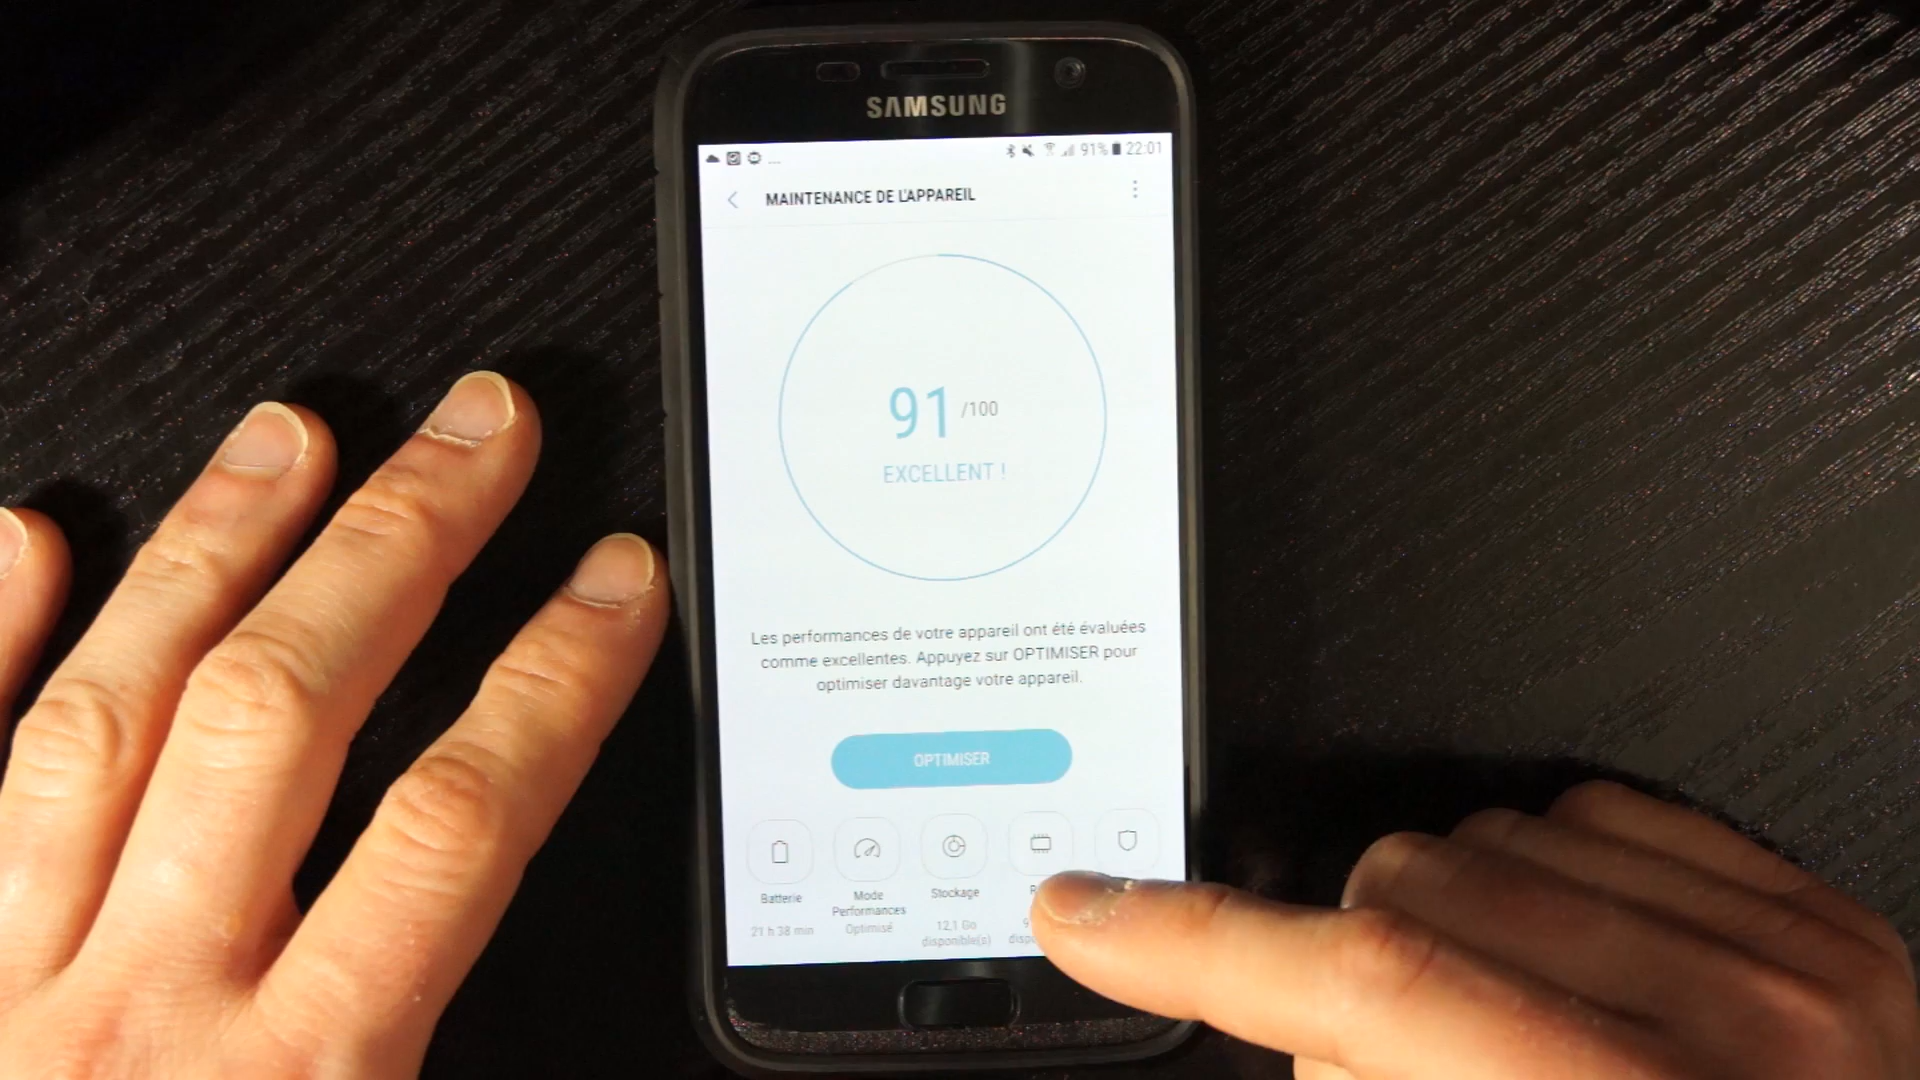 SAMSUNG
... 91% 22:01
MAINTENANCE DE L'APPAREIL
91 /100
EXCELLENT !
Les performances de votre appareil ont été évaluées
comme excellentes. Appuyez sur OPTIMISER pour
optimiser davantage votre appareil.
OPTIMISER
Batterie
21 h 38 min
Mode
Performances
Optimisé
Stockage
12,1 Go
disponible(s)